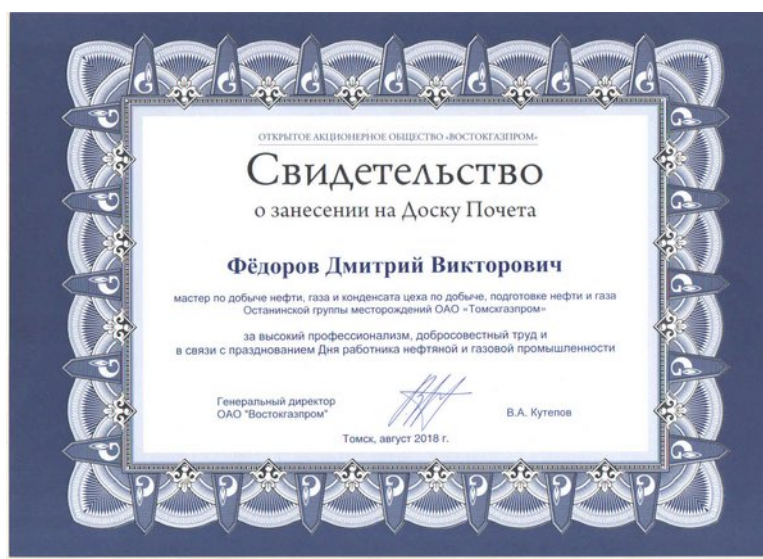 ОТКРЫТОЕ АКЦИОНЕРНОЕ ОБЩЕСТВО «ВОСТОКГАЗПРОМ»
Свидетельство
о занесении на Доску Почета
Фёдоров Дмитрий Викторович
мастер по добыче нефти, газа и конденсата цеха по добыче, подготовке нефти и газа
Останинской группы месторождений ОАО «Томскгазпром»
за высокий профессионализм, добросовестный труд и
в связи с празднованием Дня работника нефтяной и газовой промышленности
Генеральный директор
ОАО "Востокгазпром"
В.А. Кутепов
Томск, август 2018 г.